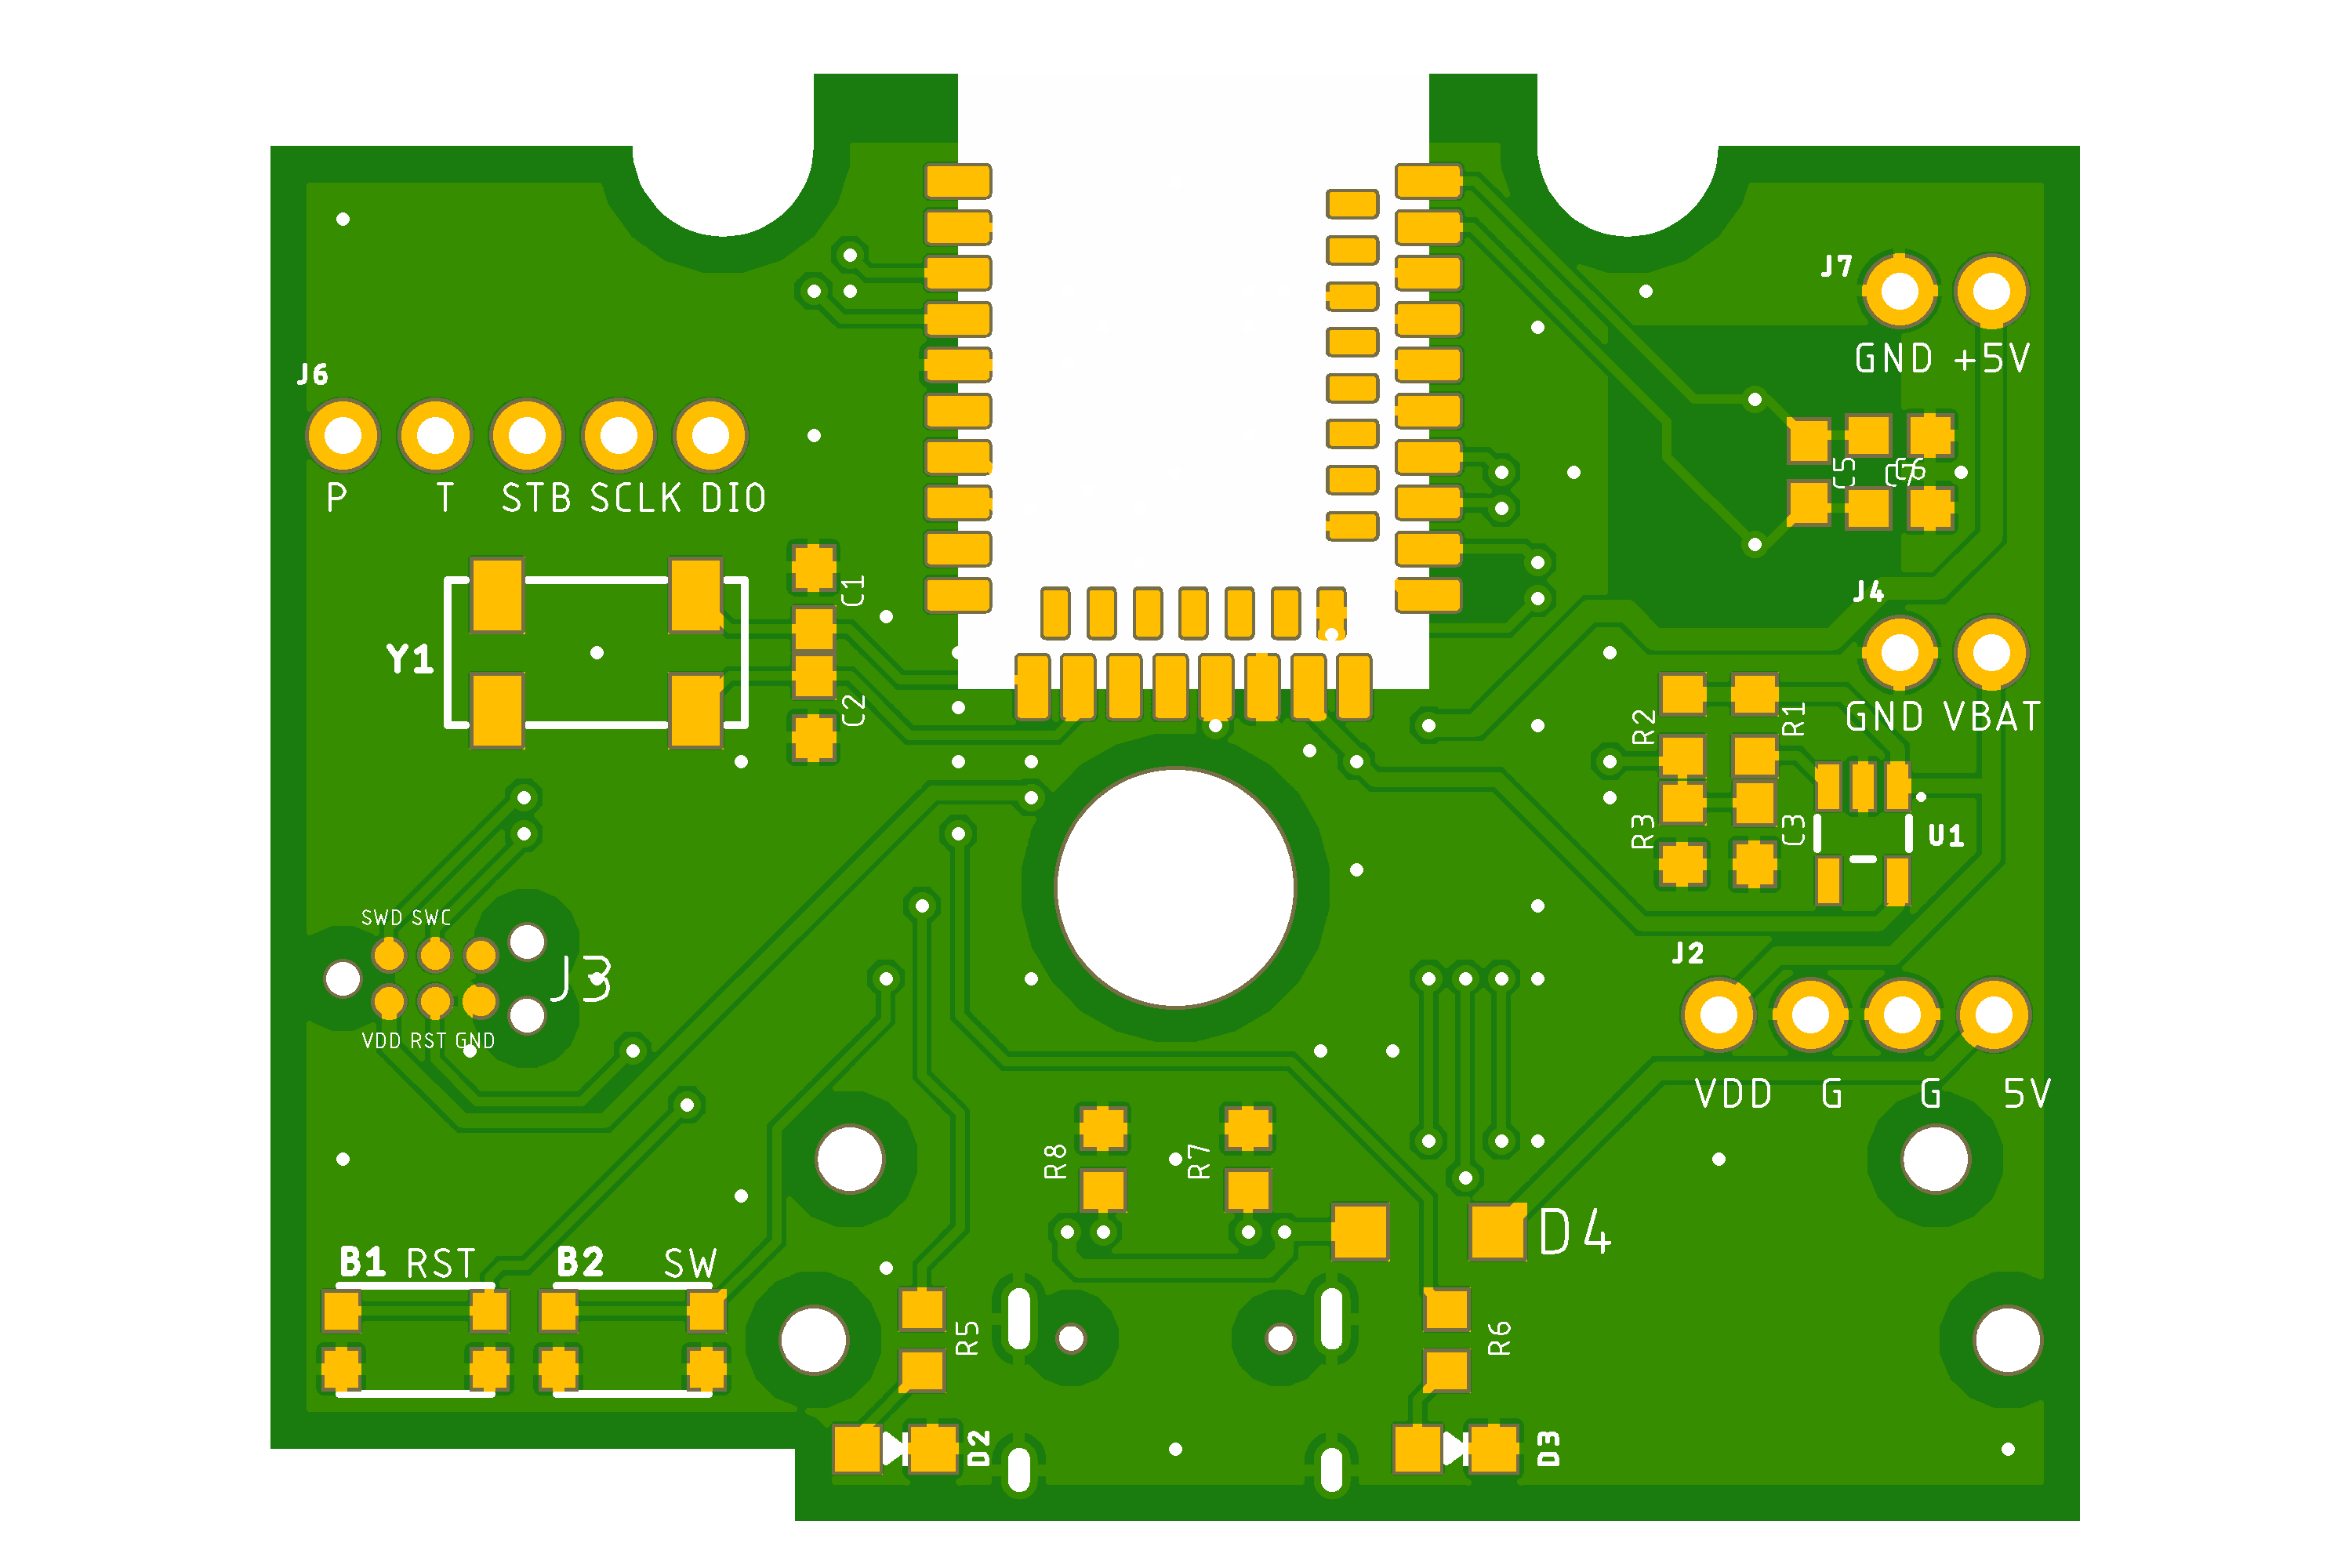 J7
GND +5V
J6
P T STB SCLK DIO
C5
C6
C1
J4
Y1
C2
R2
R1
GND VBAT
R3
C3
U1
SWD SWC
J2
J3
VDD RST GND
VDD G G 5V
R8
R7
D4
B1 RST
B2 SW
R5
R6
D2
D3